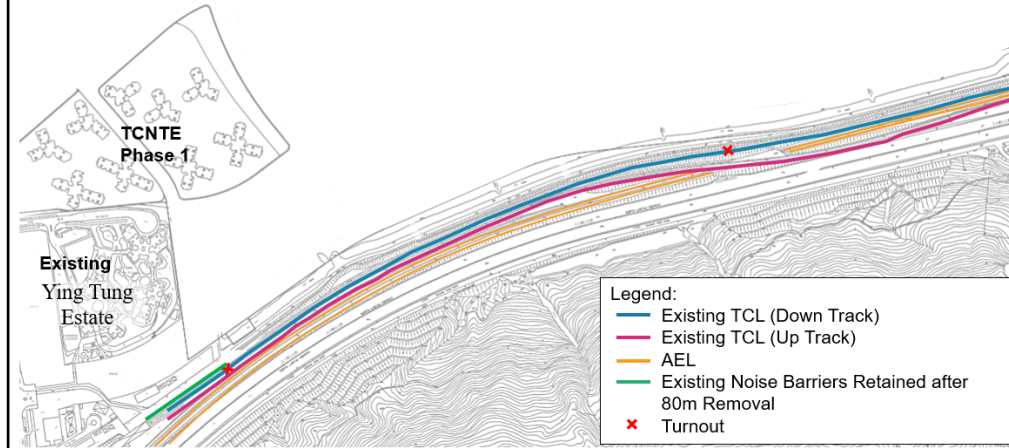 TCNTE
Phase 1
Existing
Ying Tung
Estate
Legend:
Existing TCL (Down Track)
Existing TCL (Up Track)
AEL
Existing Noise Barriers Retained after
80m Removal
Turnout